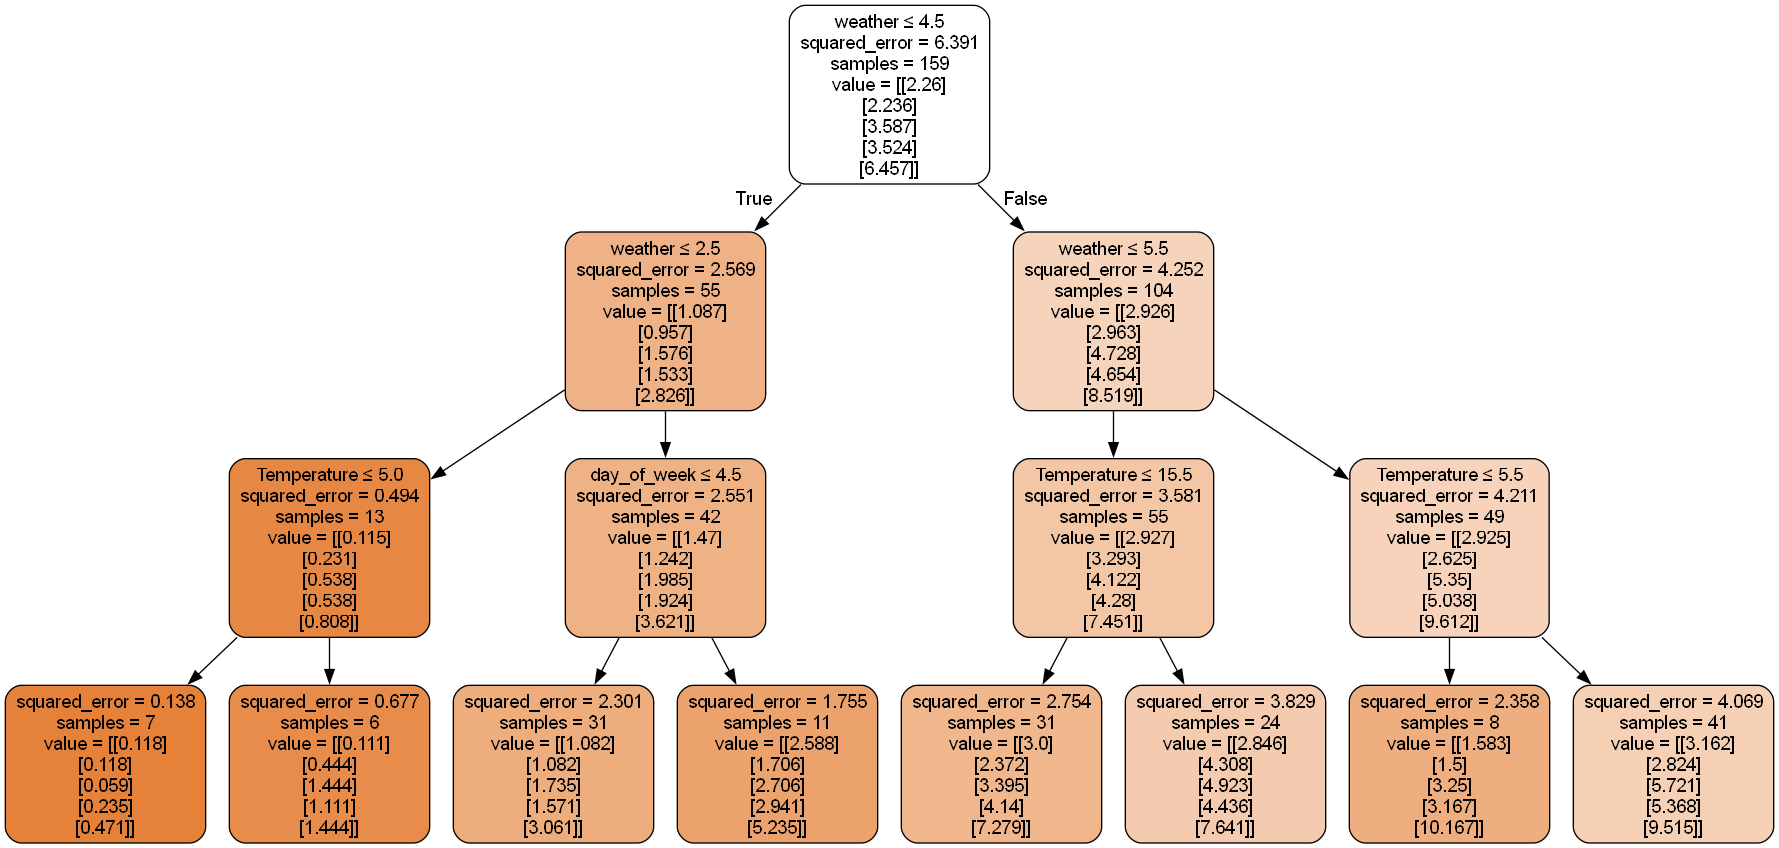 weather ≤ 4.5
squared_error = 6.391
samples = 159
value = [[2.26]
[2.236]
[3.587]
[3.524]
[6.457]]
True
False
weather ≤ 2.5
squared_error = 2.569
samples = 55
value = [[1.087]
[0.957]
[1.576]
[1.533]
[2.826]]
weather ≤ 5.5
squared_error = 4.252
samples = 104
value = [[2.926]
[2.963]
[4.728]
[4.654]
[8.519]]
Temperature ≤ 5.0
squared_error = 0.494
samples = 13
value = [[0.115]
[0.231]
[0.538]
[0.538]
[0.808]]
day_of_week ≤ 4.5
squared_error = 2.551
samples = 42
value = [[1.47]
[1.242]
[1.985]
[1.924]
[3.621]]
Temperature ≤ 15.5
squared_error = 3.581
samples = 55
value = [[2.927]
[3.293]
[4.122]
[4.28]
[7.451]]
Temperature ≤ 5.5
squared_error = 4.211
samples = 49
value = [[2.925]
[2.625]
[5.35]
[5.038]
[9.612]]
squared_error = 0.138
samples = 7
value = [[0.118]
[0.118]
[0.059]
[0.235]
[0.471]]
squared_error = 0.677
samples = 6
value = [[0.111]
[0.444]
[1.444]
[1.111]
[1.444]]
squared_error = 2.301
samples = 31
value = [[1.082]
[1.082]
[1.735]
[1.571]
[3.061]]
squared_error = 1.755
samples = 11
value = [[2.588]
[1.706]
[2.706]
[2.941]
[5.235]]
squared_error = 2.754
samples = 31
value = [[3.0]
[2.372]
[3.395]
[4.14]
[7.279]]
squared_error = 3.829
samples = 24
value = [[2.846]
[4.308]
[4.923]
[4.436]
[7.641]]
squared_error = 2.358
samples = 8
value = [[1.583]
[1.5]
[3.25]
[3.167]
[10.167]]
squared_error = 4.069
samples = 41
value = [[3.162]
[2.824]
[5.721]
[5.368]
[9.515]]